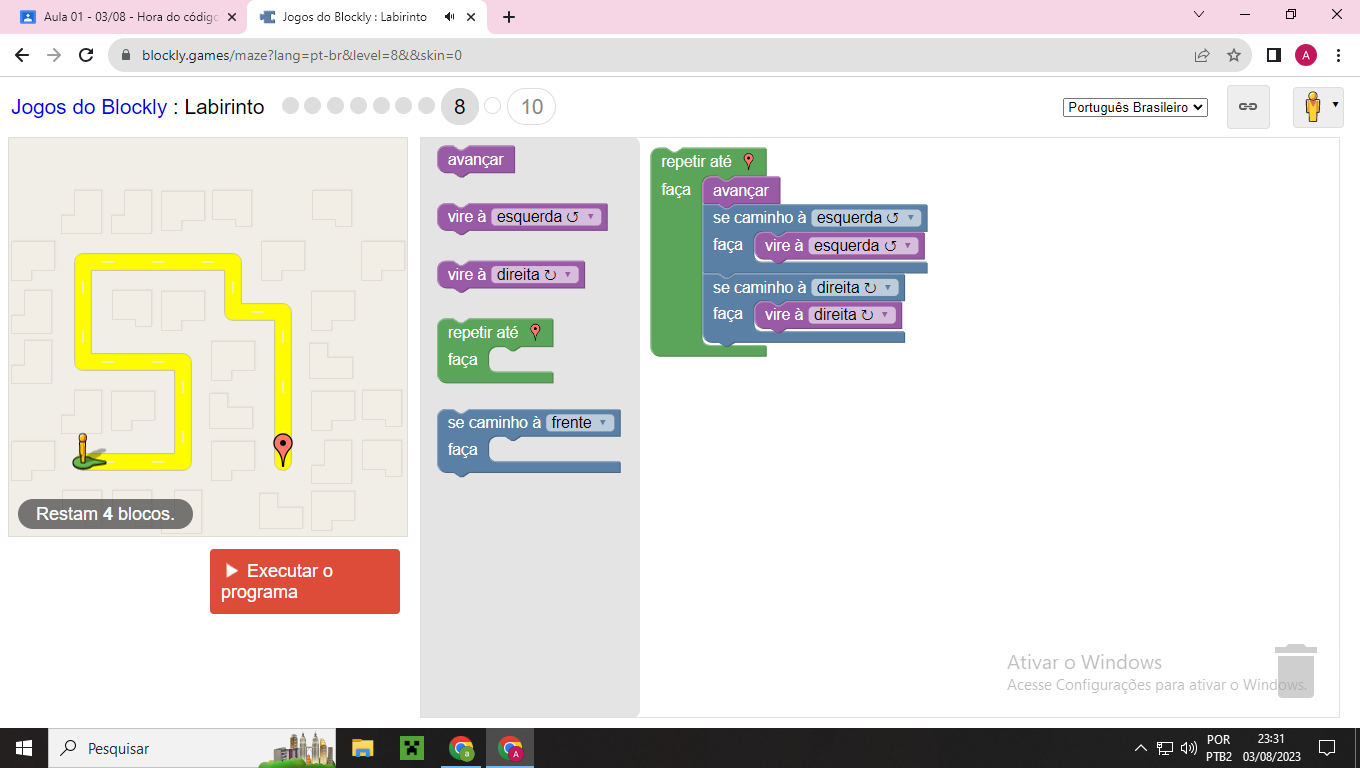 Aula 01 - 03/08 - Hora do código
Jogos do Blockly : Labirinto
blockly.games/maze?lang=pt-br&level=8&&skin=0
A
Jogos do Blockly : Labirinto
8
10
Português Brasileiro
avançar
vire à esquerda ↺
vire à direita ↻
repetir até
faça
se caminho à frente
faça
repetir até
faça
avançar
se caminho à esquerda ↺
faça
vire à esquerda ↺
se caminho à direita ↻
faça
vire à direita ↻
Restam 4 blocos.
Executar o
programa
Ativar o Windows
Acesse Configurações para ativar o Windows.
Pesquisar
a
A
POR
PTB2
23:31
03/08/2023